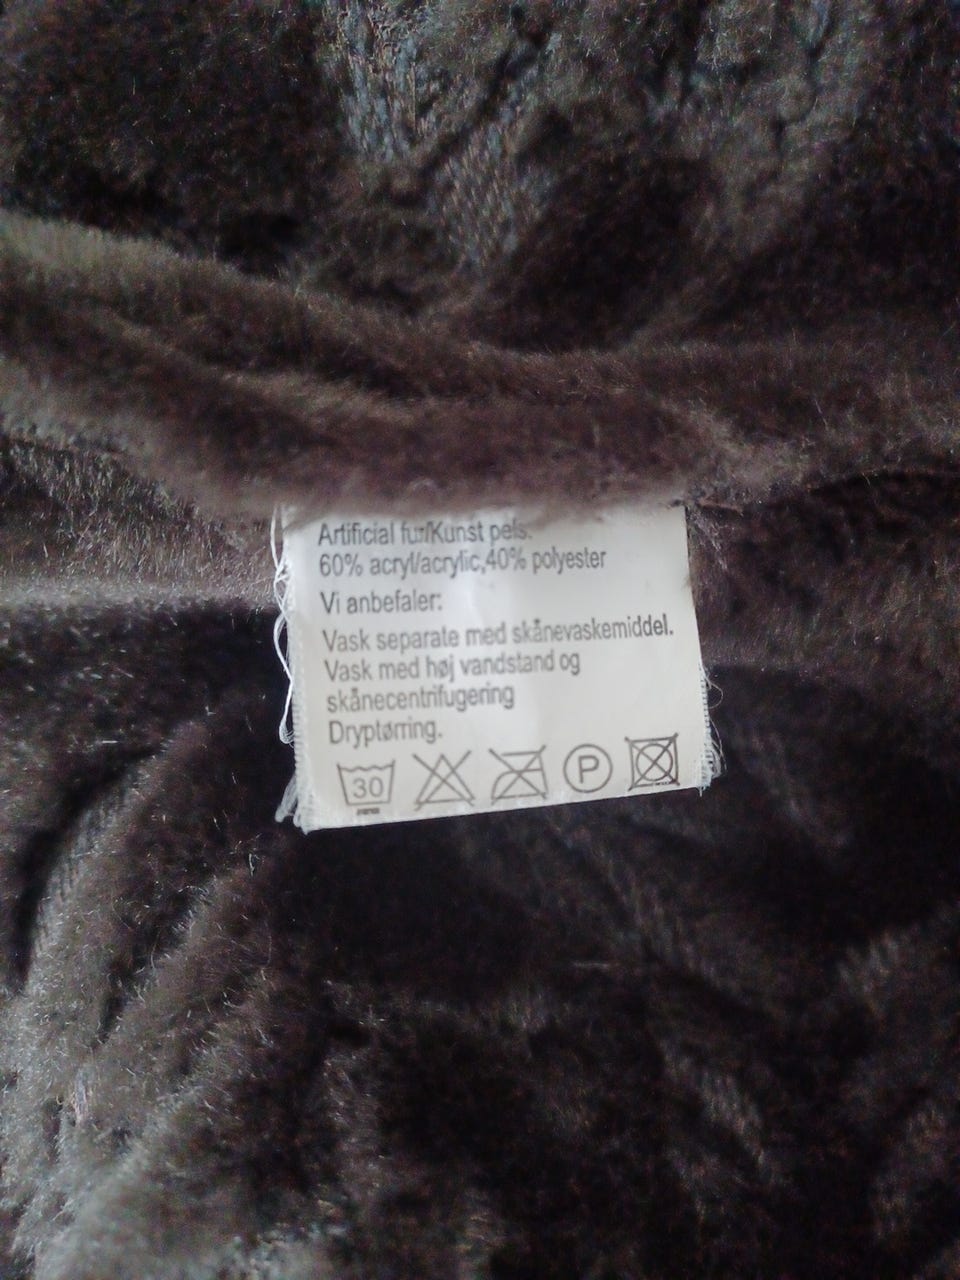 Artificial fur/Kunst pels.
60% acryl/acrylic,40% polyester
Vi anbefaler:
Vask separate med skånevaskemiddel.
Vask med høj vandstand og
skånecentrifugering
Dryptørring.
30 P